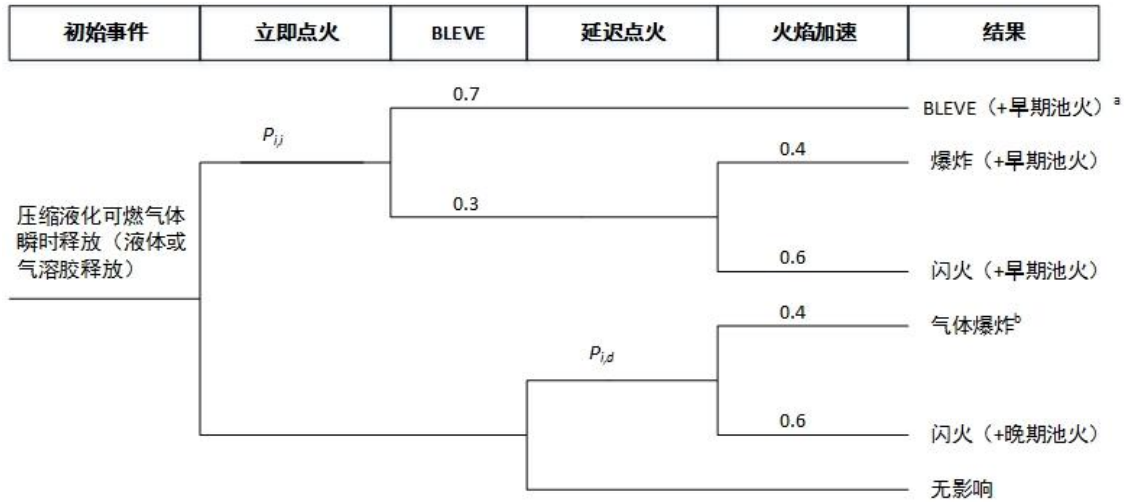 初始事件 立即点火 BLEVE 延迟点火 火焰加速 结果
0.7
BLEVE（+早期池火）a
Pi,i
0.4
爆炸（+早期池火）
压缩液化可燃气体
瞬时释放（液体或
气溶胶释放）
0.3
0.6
闪火（+早期池火）
0.4
气体爆炸b
Pi,d
0.6
闪火（+晚期池火）
无影响